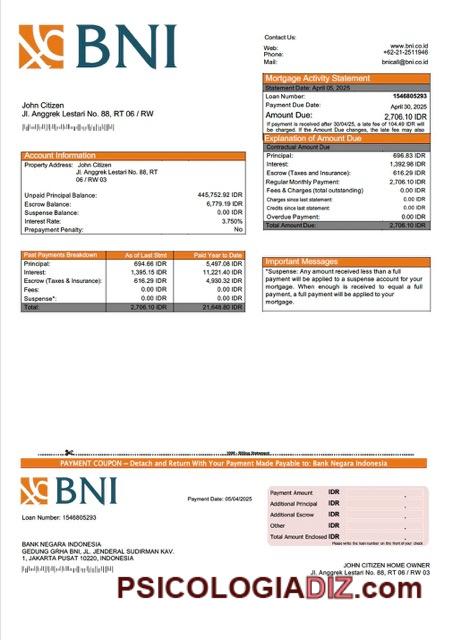 BNI
Contact Us:
Web: www.bni.co.id
Phone: +62-21-2511946
Mail: bnicall@bni.co.id
Mortgage Activity Statement
Statement Date: April 05, 2025
Loan Number: 1546805293
Payment Due Date: April 30, 2025
Amount Due: 2,706.10 IDR
If payment is received after 30/04/25, a late fee of 104.49 IDR will
be charged. If the Amount Due changes, the late fee may also
John Citizen
Jl. Anggrek Lestari No. 88, RT 06 / RW
Explanation of Amount Due
Contractual Amount Due
Principal: 696.83 IDR
Interest: 1,392.98 IDR
Escrow (Taxes and Insurance): 616.29 IDR
Regular Monthly Payment: 2,706.10 IDR
Fees & Charges (total outstanding) 0.00 IDR
Charges since last statement: 0.00 IDR
Credits since last statement: 0.00 IDR
Overdue Payment: 0.00 IDR
Total Amount Due: 2,706.10 IDR
Account Information
Property Address: John Citizen
Jl. Anggrek Lestari No. 88, RT
06 / RW 03
Unpaid Principal Balance: 445,752.92 IDR
Escrow Balance: 6,779.19 IDR
Suspense Balance: 0.00 IDR
Interest Rate: 3.750%
Prepayment Penalty: No
Past Payments Breakdown As of Last Stmt Paid Year to Date
Principal: 694.66 IDR 5,497.08 IDR
Interest: 1,395.15 IDR 11,221.40 IDR
Escrow (Taxes & Insurance): 616.29 IDR 4,930.32 IDR
Fees: 0.00 IDR 0.00 IDR
Suspense*: 0.00 IDR 0.00 IDR
Total: 2,706.10 IDR 21,648.80 IDR
Important Messages
*Suspense: Any amount received less than a full
payment will be applied to a suspense account for your
mortgage. When enough is received to equal a full
payment, a full payment will be applied to your
mortgage.
PAYMENT COUPON – Detach and Return With Your Payment Made Payable to: Bank Negara Indonesia
BNI
Payment Date: 05/04/2025
Loan Number: 1546805293
Payment Amount IDR .
Additional Principal IDR .
Additional Escrow IDR .
Other IDR .
Total Amount Enclosed IDR .
Please write the loan number on the front of your check
BANK NEGARA INDONESIA
GEDUNG GRHA BNI, JL. JENDERAL SUDIRMAN KAV.
1, JAKARTA PUSAT 10220, INDONESIA
JOHN CITIZEN HOME OWNER
Jl. Anggrek Lestari No. 88, RT 06 / RW 03
PSICOLOGIADIZ.com